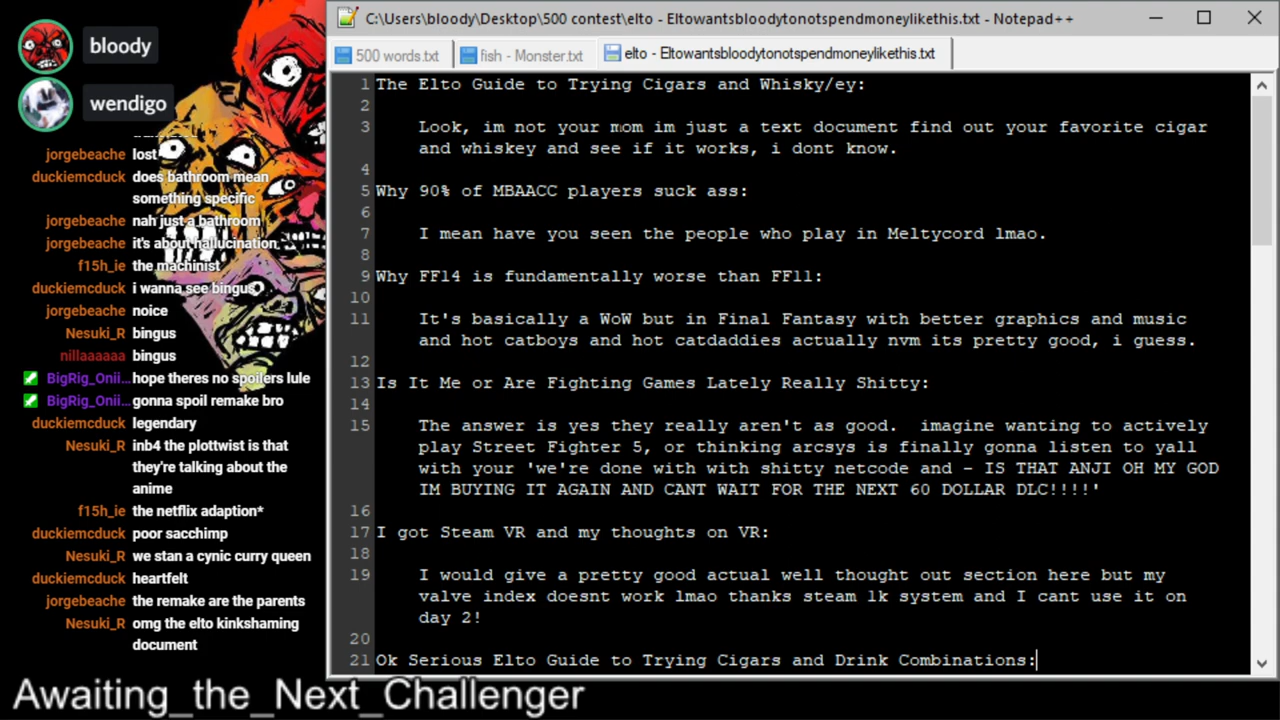 bloody
wendigo
jorgebeache lost
duckiemcduck does bathroom mean
something specific
jorgebeache nah just a bathroom
jorgebeache it's about hallucination
f15h_ie the machinist
duckiemcduck i wanna see bingus
jorgebeache noice
Nesuki_R bingus
nillaaaaaa bingus
BigRig_Onii... hope theres no spoilers lule
BigRig_Onii... gonna spoil remake bro
duckiemcduck legendary
Nesuki_R inb4 the plottwist is that
they're talking about the
anime
f15h_ie the netflix adaption*
duckiemcduck poor sacchimp
Nesuki_R we stan a cynic curry queen
duckiemcduck heartfelt
jorgebeache the remake are the parents
Nesuki_R omg the elto kinkshaming
document
C:\Users\bloody\Desktop\500 contest\elto - Eltowantsbloodytonotspendmoneylikethis.txt - Notepad++
500 words.txt fish - Monster.txt elto - Eltowantsbloodytonotspendmoneylikethis.txt
1 The Elto Guide to Trying Cigars and Whisky/ey:
2
3 Look, im not your mom im just a text document find out your favorite cigar
and whiskey and see if it works, i dont know.
4
5 Why 90% of MBAACC players suck ass:
6
7 I mean have you seen the people who play in Meltycord lmao.
8
9 Why FF14 is fundamentally worse than FF11:
10
11 It's basically a WoW but in Final Fantasy with better graphics and music
and hot catboys and hot catdaddies actually nvm its pretty good, i guess.
12
13 Is It Me or Are Fighting Games Lately Really Shitty:
14
15 The answer is yes they really aren't as good.  imagine wanting to actively
play Street Fighter 5, or thinking arcsys is finally gonna listen to yall
with your 'we're done with with shitty netcode and - IS THAT ANJI OH MY GOD
IM BUYING IT AGAIN AND CANT WAIT FOR THE NEXT 60 DOLLAR DLC!!!!'
16
17 I got Steam VR and my thoughts on VR:
18
19 I would give a pretty good actual well thought out section here but my
valve index doesnt work lmao thanks steam 1k system and I cant use it on
day 2!
20
21 Ok Serious Elto Guide to Trying Cigars and Drink Combinations:
Awaiting_the_Next_Challenger